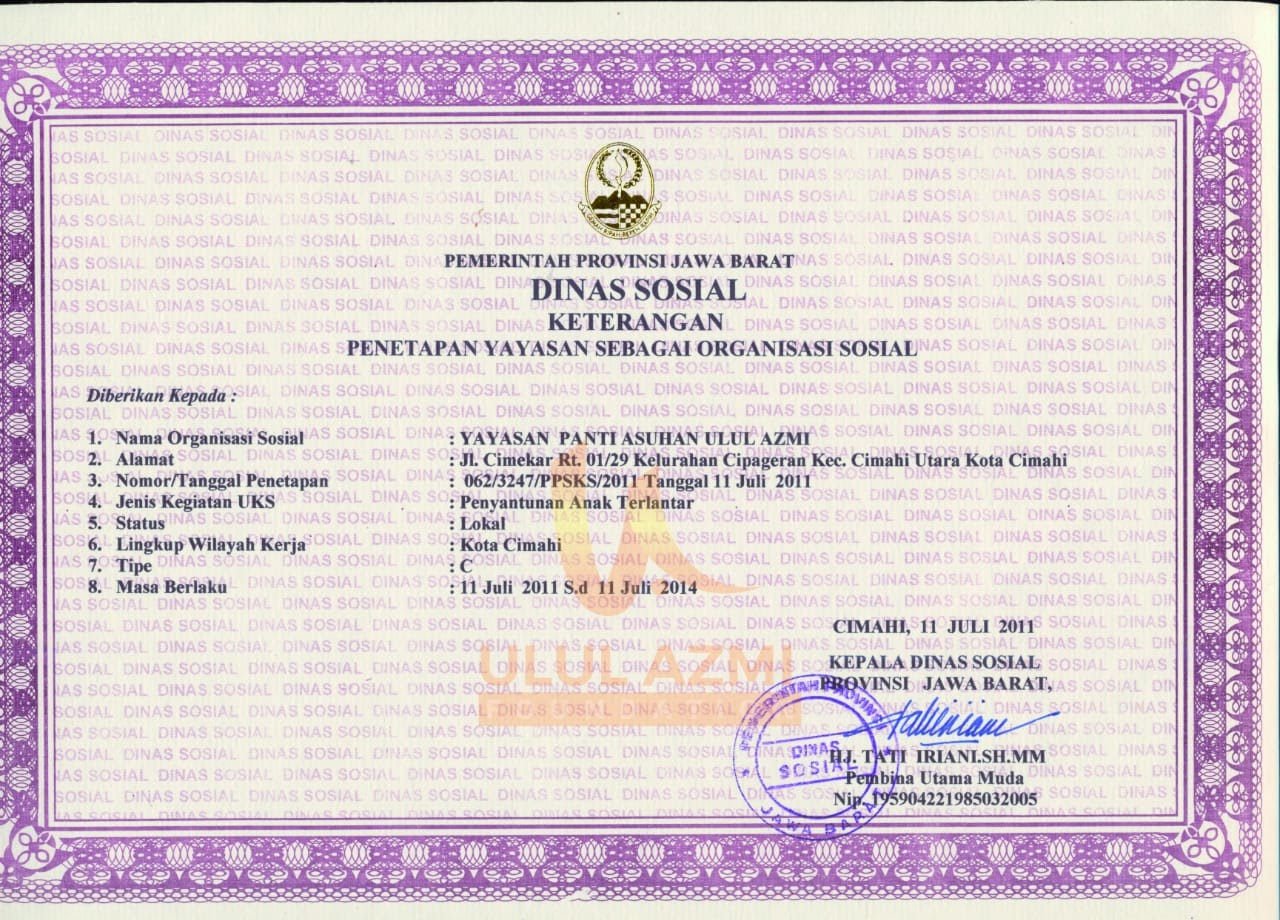 PEMERINTAH PROVINSI JAWA BARAT
DINAS SOSIAL
KETERANGAN
PENETAPAN YAYASAN SEBAGAI ORGANISASI SOSIAL
Diberikan Kepada :
1. Nama Organisasi Sosial : YAYASAN PANTI ASUHAN ULUL AZMI
2. Alamat : Jl. Cimekar Rt. 01/29 Kelurahan Cipageran Kec. Cimahi Utara Kota Cimahi
3. Nomor/Tanggal Penetapan : 062/3247/PPSKS/2011 Tanggal 11 Juli 2011
4. Jenis Kegiatan UKS : Penyantunan Anak Terlantar
5. Status : Lokal
6. Lingkup Wilayah Kerja : Kota Cimahi
7. Tipe : C
8. Masa Berlaku : 11 Juli 2011 S.d 11 Juli 2014
CIMAHI, 11 JULI 2011
KEPALA DINAS SOSIAL
PROVINSI JAWA BARAT,
ULUL AZMI
PEMERINTAH PROVINSI
DINAS
SOSIAL
JAWA BARAT
HJ. TATI IRIANI.SH.MM
Pembina Utama Muda
Nip. 195904221985032005